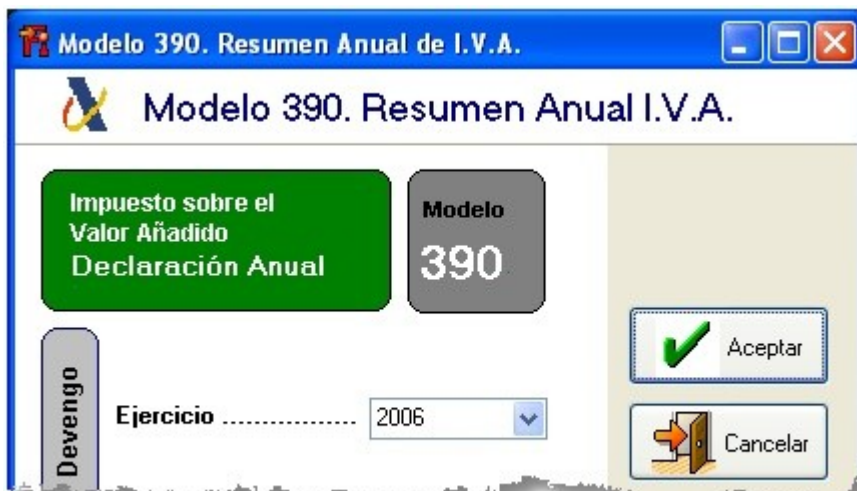 Modelo 390. Resumen Anual de I.V.A.
Modelo 390. Resumen Anual I.V.A.
Impuesto sobre el
Valor Añadido
Declaración Anual
Modelo
390
Devengo
Ejercicio ................ 2006
Aceptar
Cancelar